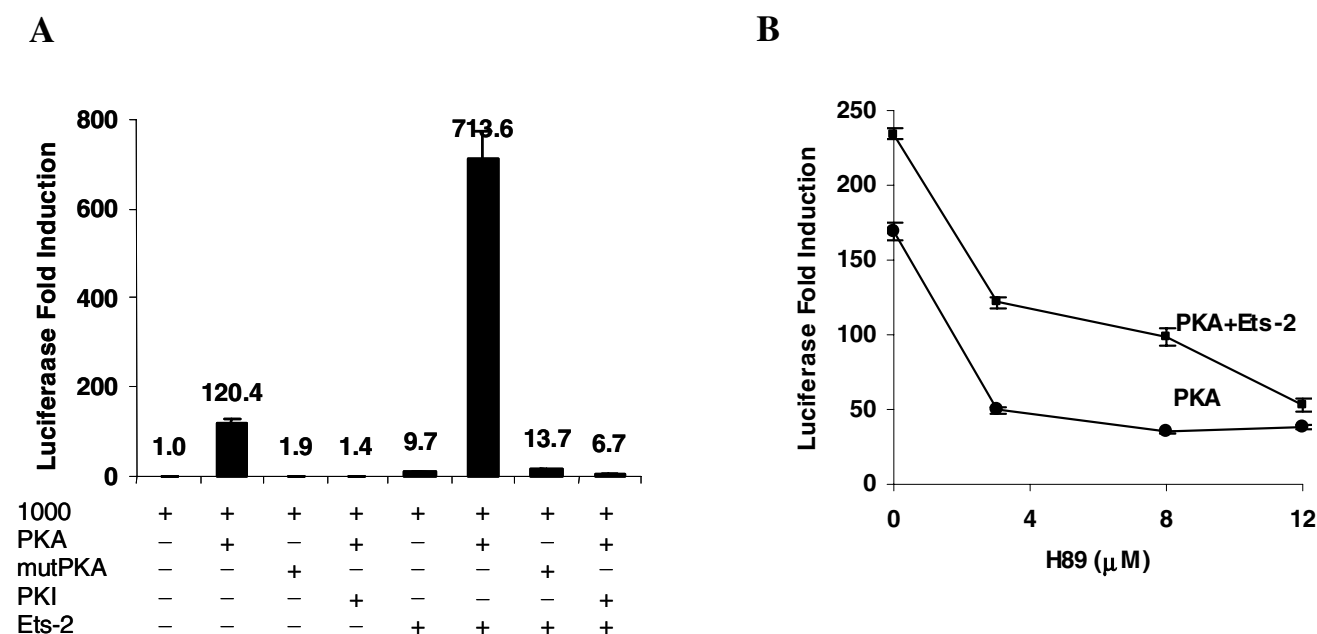 A
Luciferaase Fold Induction
800
600
400
200
0
1.0
120.4
1.9
1.4
9.7
713.6
13.7
6.7
1000 + + + + + + + +
PKA − + − + − + − +
mutPKA − − + − − − + −
PKI − − − + − − − +
Ets-2 − − − − + + + +
B
Luciferase Fold Induction
250
200
150
100
50
0
PKA+Ets-2
PKA
0 4 8 12
H89 (μM)